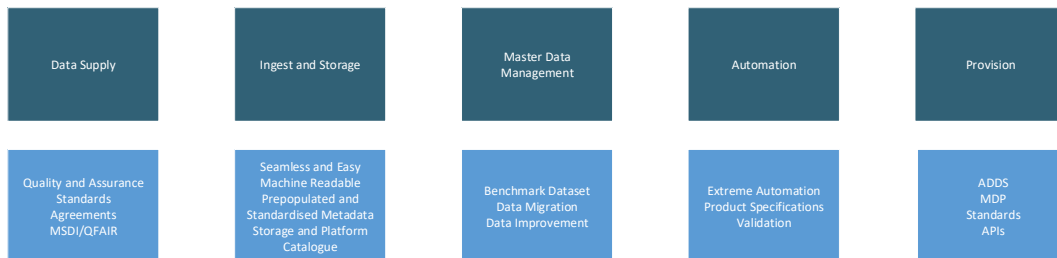 Data Supply
Ingest and Storage
Master Data
Management
Automation
Provision
Quality and Assurance
Standards
Agreements
MSDI/QFAIR
Seamless and Easy
Machine Readable
Prepopulated and
Standardised Metadata
Storage and Platform
Catalogue
Benchmark Dataset
Data Migration
Data Improvement
Extreme Automation
Product Specifications
Validation
ADDS
MDP
Standards
APIs